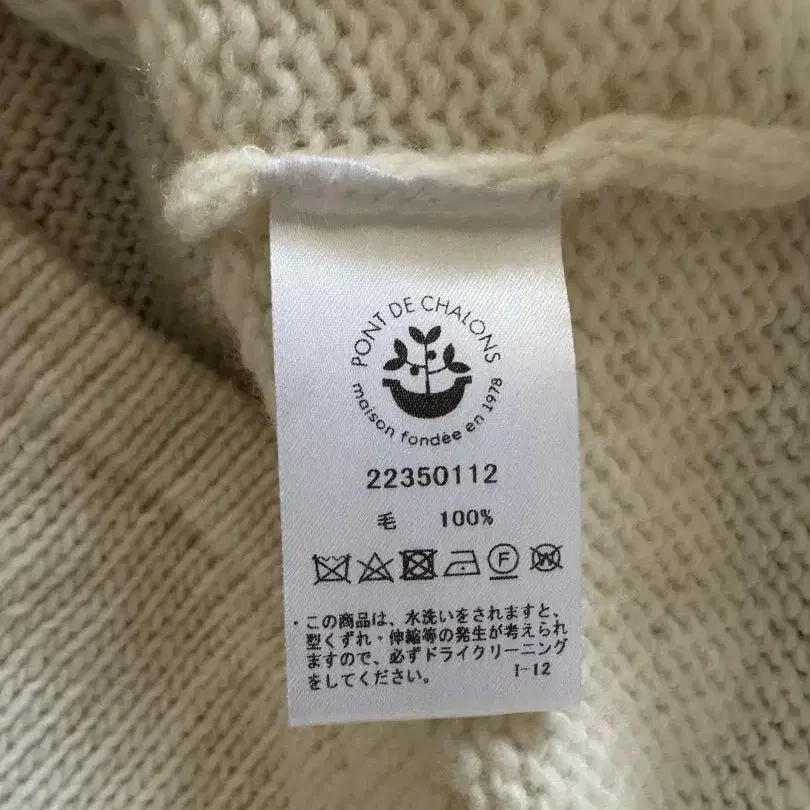 PONT DE CHALONS
maison fondée en 1978
22350112
毛 100%
F
W
・この商品は、水洗いをされますと、
型くずれ・伸縮等の発生が考えられ
ますので、必ずドライクリーニング
をしてください。 I-12